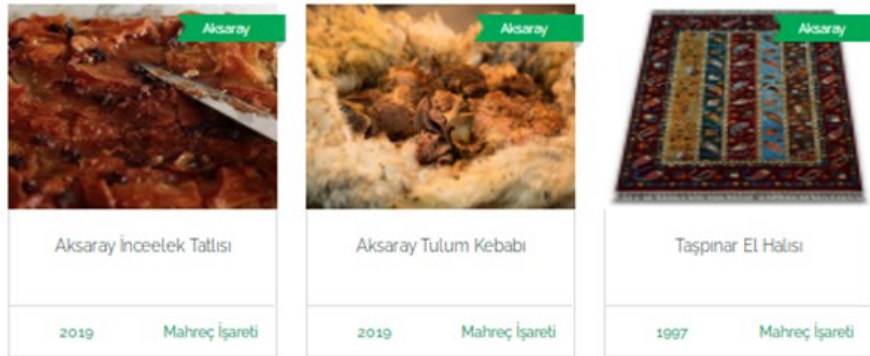 Aksaray
Aksaray
Aksaray
Aksaray İnceelek Tatlısı
Aksaray Tulum Kebabı
Taşpınar El Halısı
2019 Mahreç İşareti
2019 Mahreç İşareti
1997 Mahreç İşareti